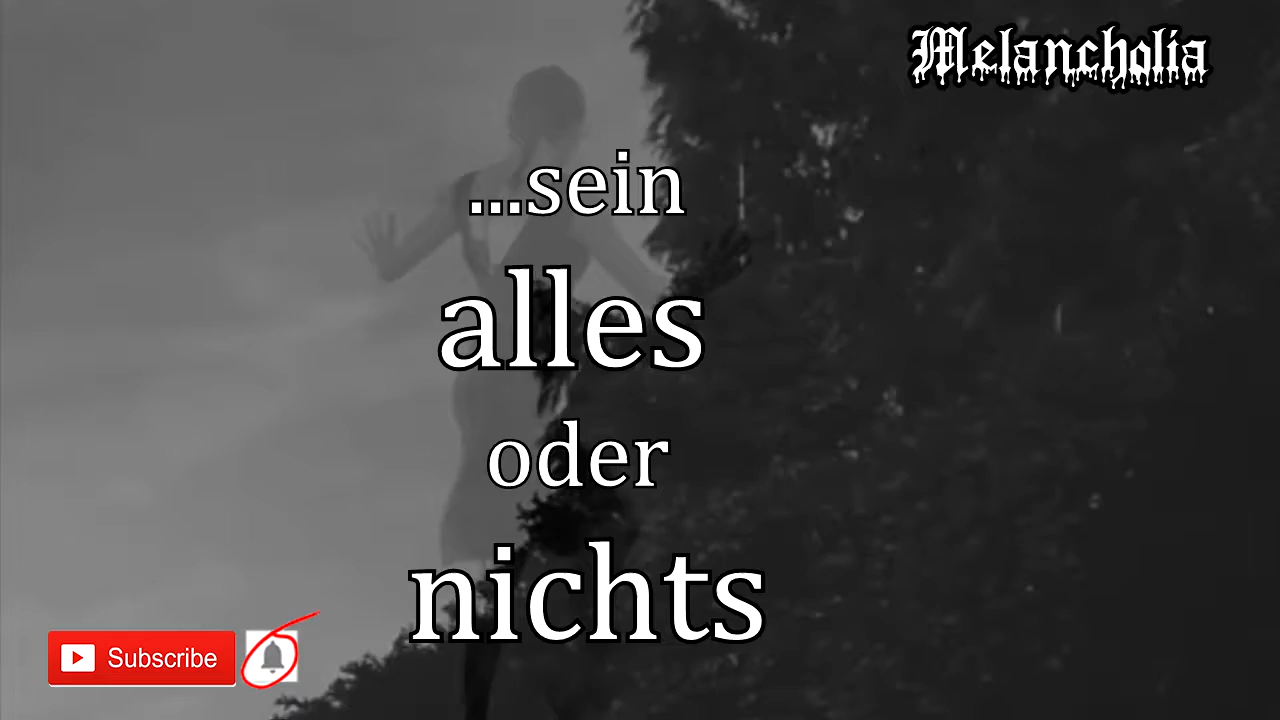 Melancholia
...sein
alles
oder
nichts
Subscribe